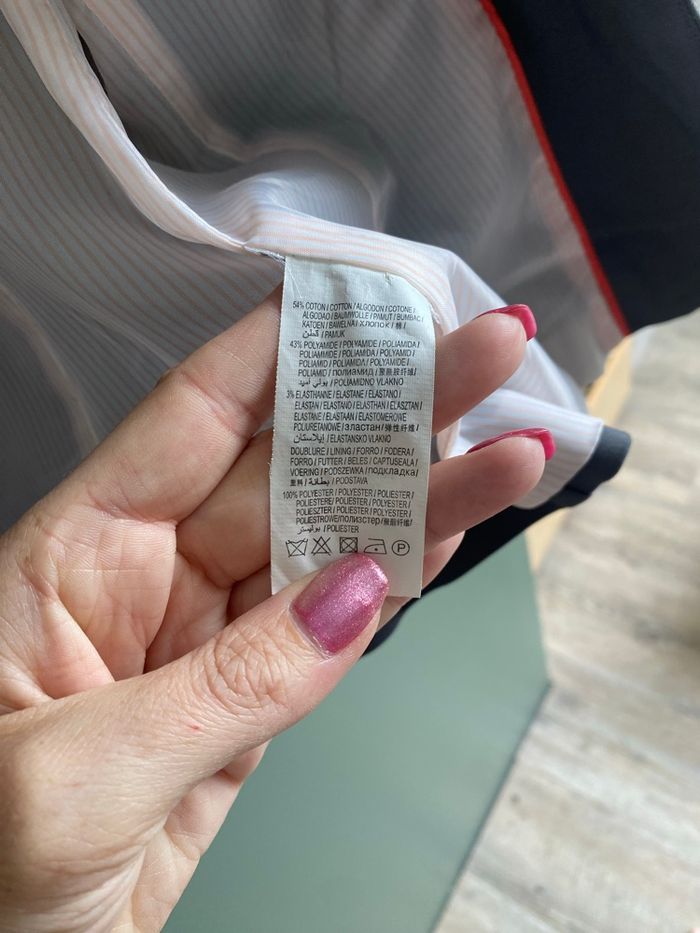 54% COTON / COTTON / ALGODON / COTONE /
ALGODAO / BAUMWOLLE / PAMUT / BUMBAC /
KATOEN / BAWELNA / хлопок / 棉 /
قطن / PAMUK
43% POLYAMIDE / POLYAMIDE / POLIAMIDA /
POLIAMMIDE / POLIAMIDA / POLYAMID /
POLIAMID / POLIAMIDA / POLYAMIDE /
POLIAMID / полиамид / 聚酰胺纤维 /
بولي أميد / POLIAMIDNO VLAKNO
3% ELASTHANNE / ELASTANE / ELASTANO /
ELASTAN / ELASTANO / ELASTHAN / ELASZTAN /
ELASTANE / ELASTAAN / ELASTOMEROWE
POLIURETANOWE / эластан / 弹性纤维 /
إيلاستان / ELASTANSKO VLAKNO
DOUBLURE / LINING / FORRO / FODERA /
FORRO / FUTTER / BELES / CAPTUSEALA /
VOERING / PODSZEWKA / подкладка /
里料 / بطانة / PODSTAVA
100% POLYESTER / POLYESTER / POLIESTER /
POLIESTERE / POLIESTER / POLYESTER /
POLIESZTER / POLIESTER / POLYESTER /
POLIESTROWE / полиэстер / 聚酯纤维 /
بوليستر / POLIESTER
P